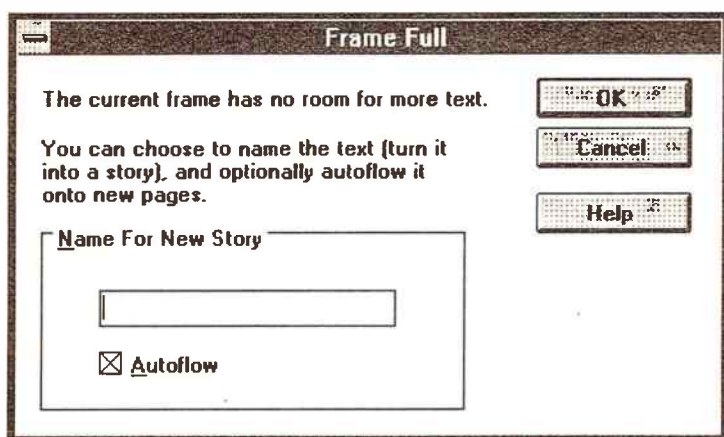 Frame Full
The current frame has no room for more text.
You can choose to name the text (turn it
into a story), and optionally autoflow it
onto new pages.
Name For New Story
Autoflow
OK
Cancel
Help